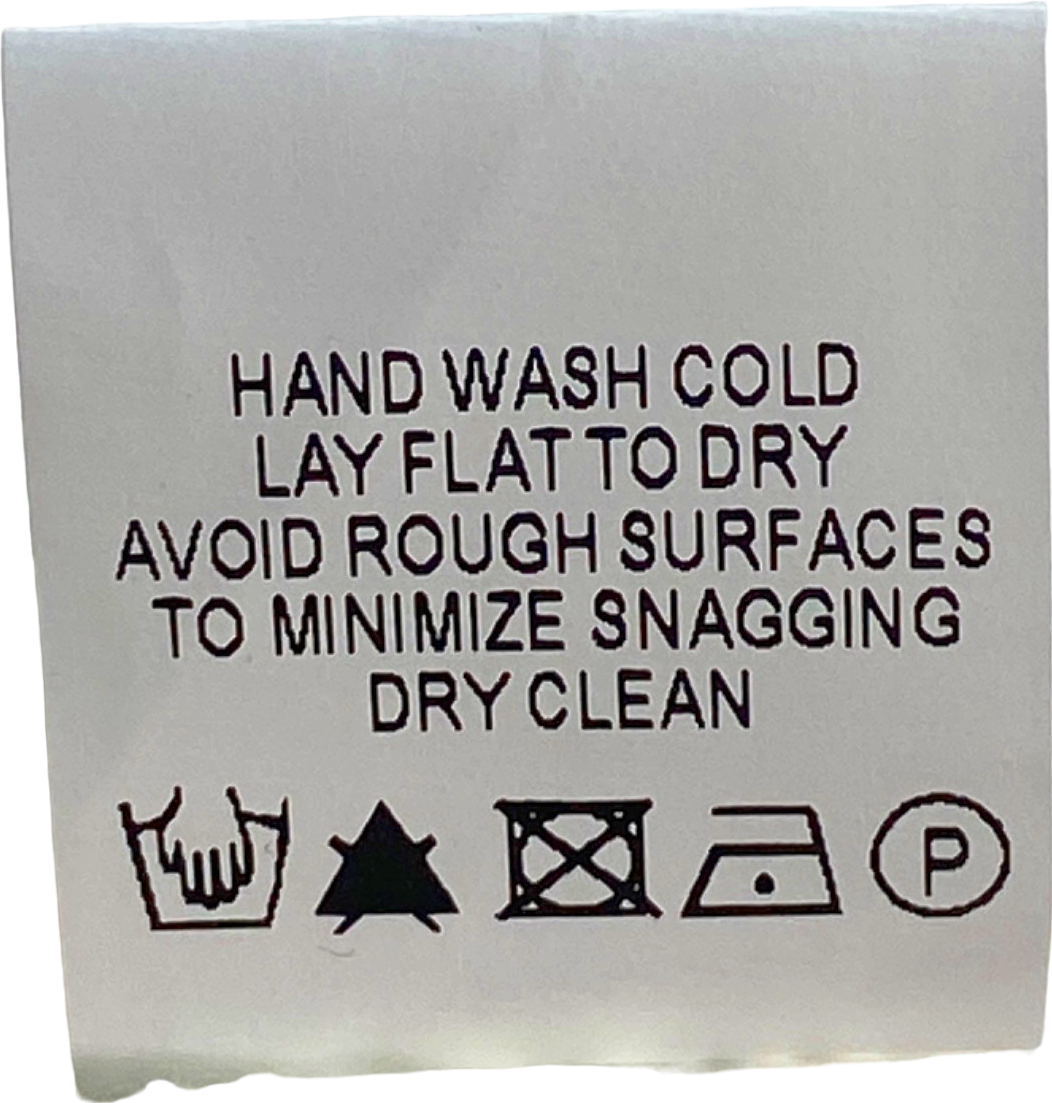 HAND WASH COLD
LAY FLAT TO DRY
AVOID ROUGH SURFACES
TO MINIMIZE SNAGGING
DRY CLEAN
P